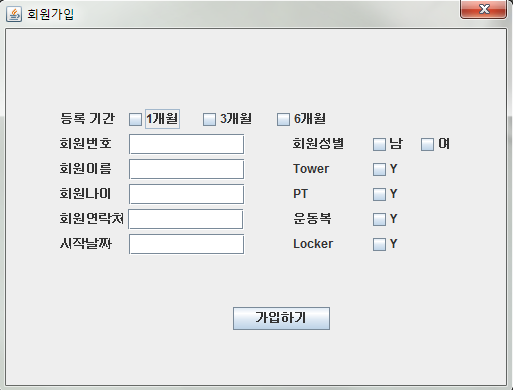 회원가입
등록 기간 1개월 3개월 6개월
회원번호 회원성별 남 여
회원이름 Tower Y
회원나이 PT Y
회원연락처 운동복 Y
시작날짜 Locker Y
가입하기